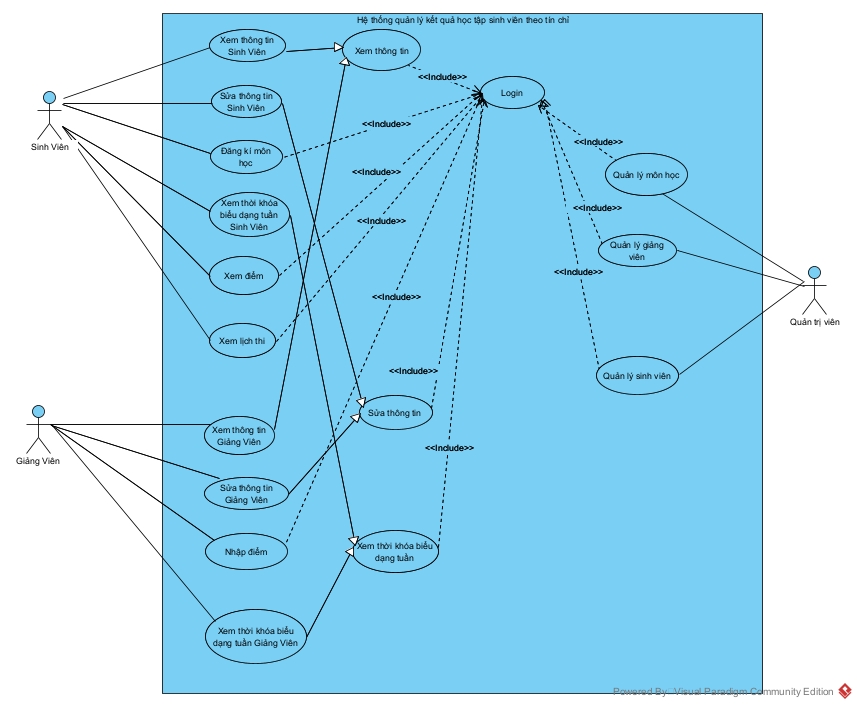 Hệ thống quản lý kết quả học tập sinh viên theo tín chỉ
Xem thông tin
Sinh Viên
Xem thông tin
<<Include>>
Login
Sửa thông tin
Sinh Viên
<<Include>>
Sinh Viên
Đăng kí môn
học
<<Include>>
Quản lý môn học
<<Include>>
Xem thời khóa
biểu dạng tuần
Sinh Viên
<<Include>>
<<Include>>
Quản lý giảng
viên
Xem điểm
<<Include>>
<<Include>>
Quản trị viên
Xem lịch thi
<<Include>>
Quản lý sinh viên
Sửa thông tin
Xem thông tin
Giảng Viên
<<Include>>
Giảng Viên
Sửa thông tin
Giảng Viên
Nhập điểm
Xem thời khóa biểu
dạng tuần
Xem thời khóa biểu
dạng tuần Giảng Viên
Powered By: Visual Paradigm Community Edition